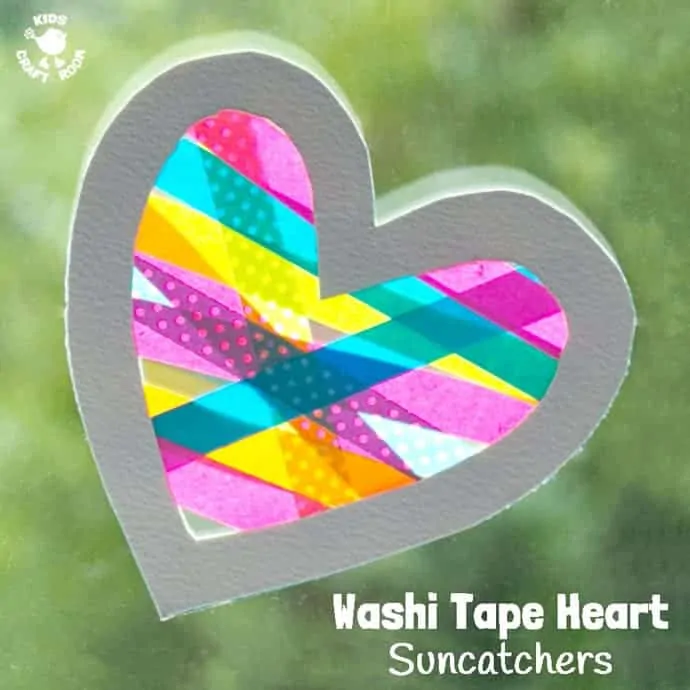 KIDS
CRAFT ROOM
Washi Tape Heart
Suncatchers